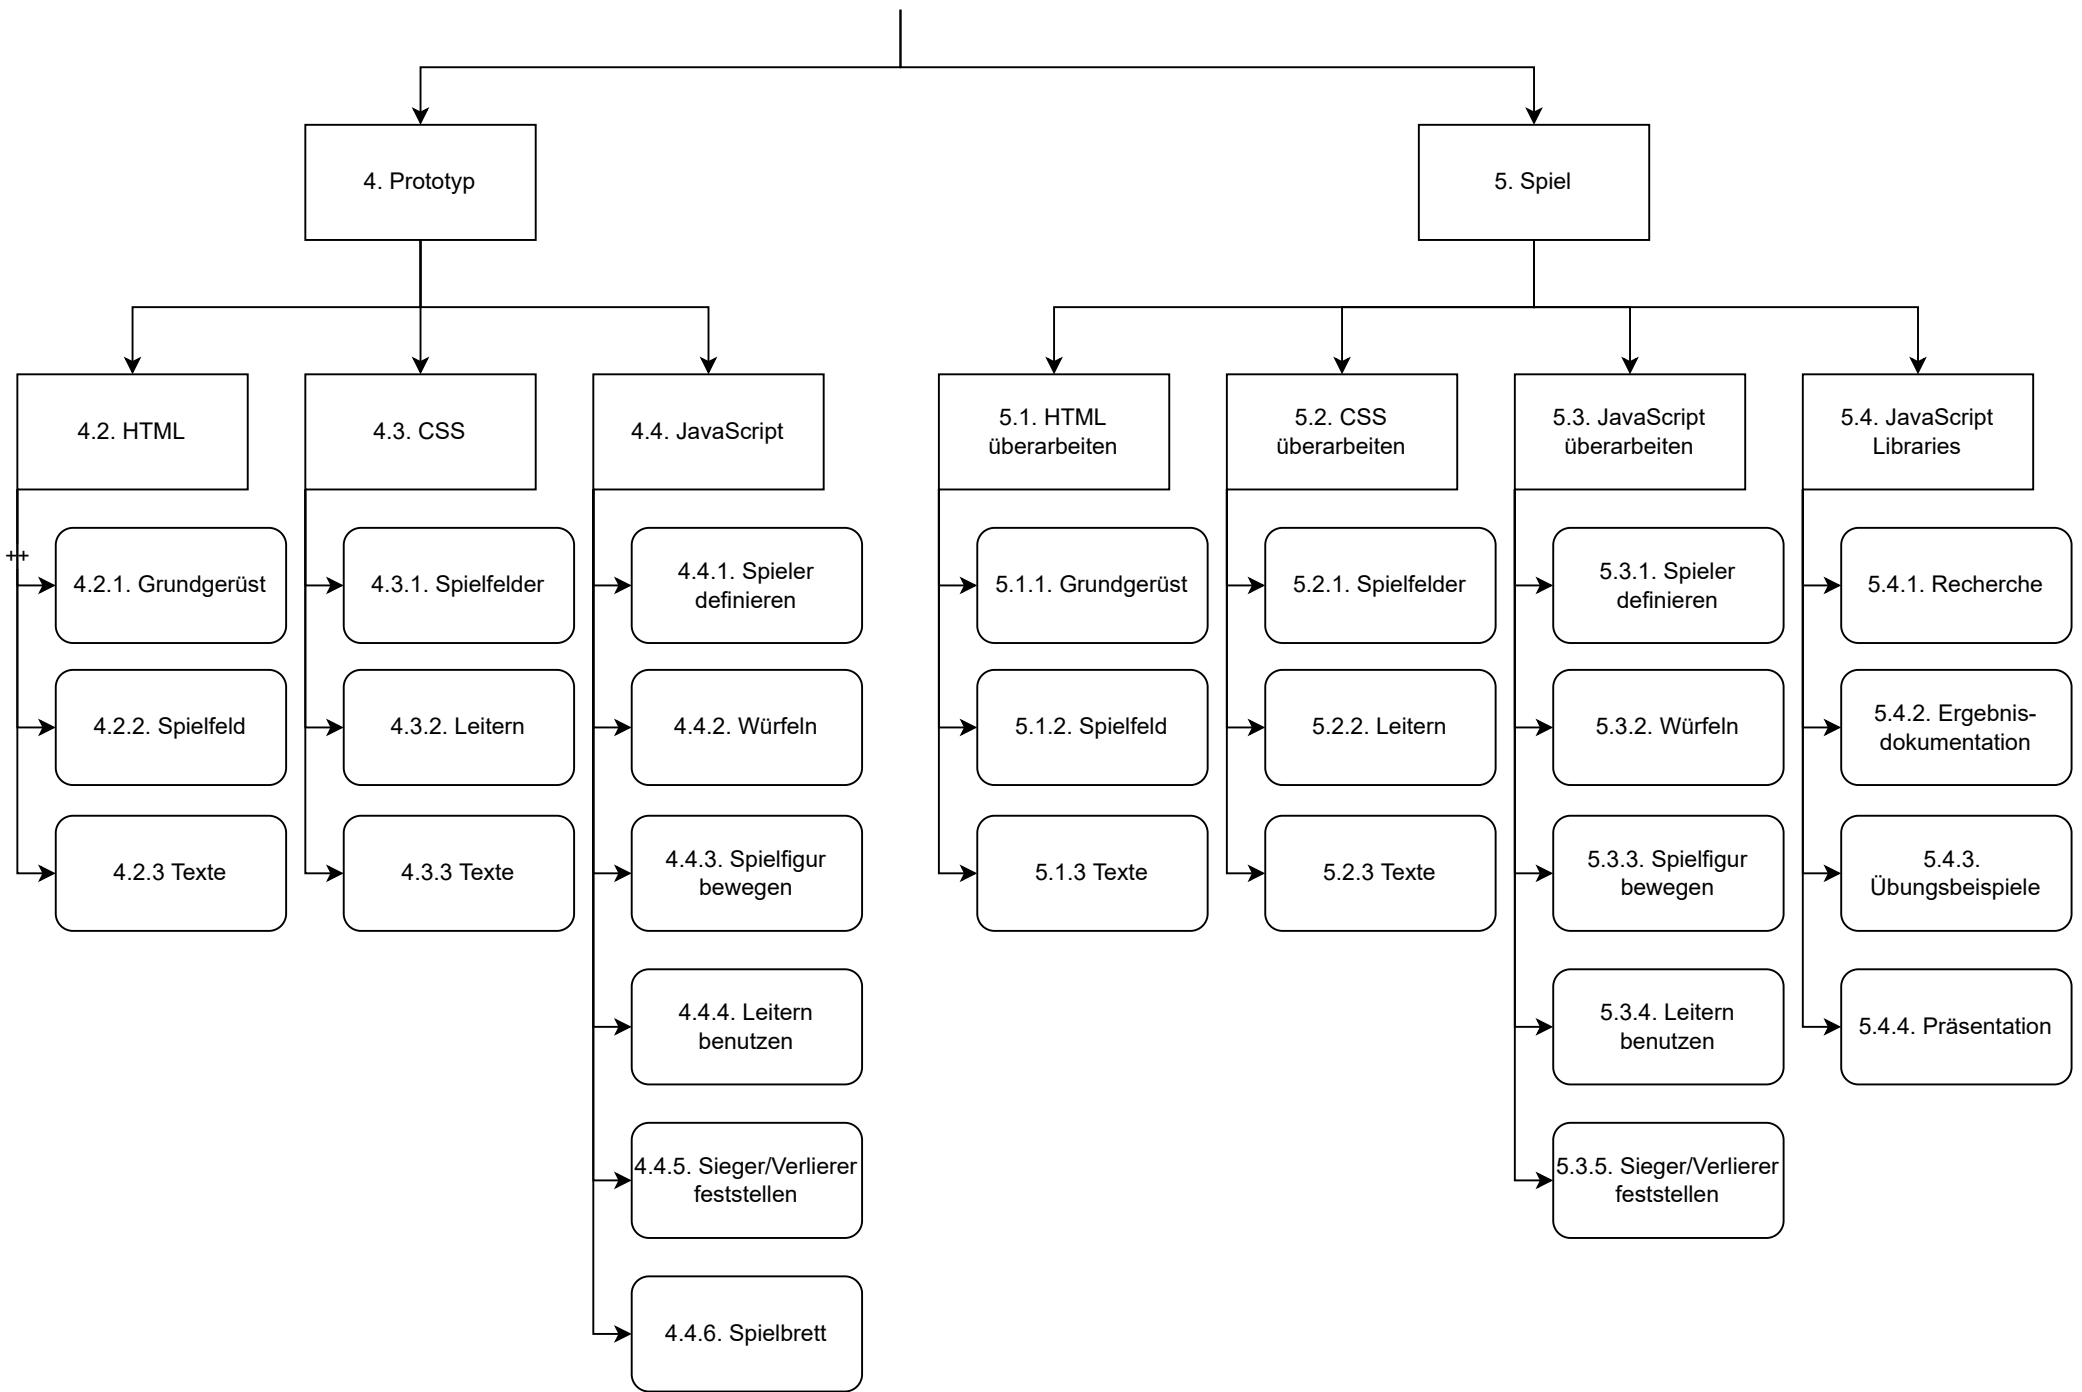 4. Prototyp
5. Spiel
4.2. HTML
4.3. CSS
4.4. JavaScript
5.1. HTML
überarbeiten
5.2. CSS
überarbeiten
5.3. JavaScript
überarbeiten
5.4. JavaScript
Libraries
++
4.2.1. Grundgerüst
4.3.1. Spielfelder
4.4.1. Spieler
definieren
5.1.1. Grundgerüst
5.2.1. Spielfelder
5.3.1. Spieler
definieren
5.4.1. Recherche
4.2.2. Spielfeld
4.3.2. Leitern
4.4.2. Würfeln
5.1.2. Spielfeld
5.2.2. Leitern
5.3.2. Würfeln
5.4.2. Ergebnis-
dokumentation
4.2.3 Texte
4.3.3 Texte
4.4.3. Spielfigur
bewegen
5.1.3 Texte
5.2.3 Texte
5.3.3. Spielfigur
bewegen
5.4.3.
Übungsbeispiele
4.4.4. Leitern
benutzen
5.3.4. Leitern
benutzen
5.4.4. Präsentation
4.4.5. Sieger/Verlierer
feststellen
5.3.5. Sieger/Verlierer
feststellen
4.4.6. Spielbrett